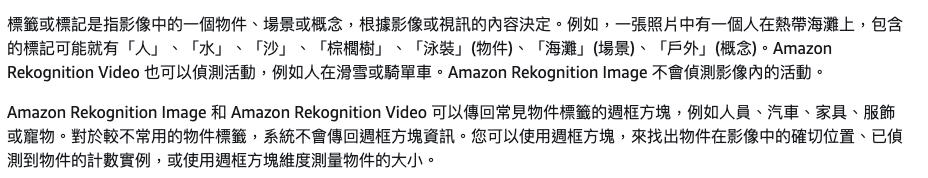 標籤或標記是指影像中的一個物件、場景或概念，根據影像或視訊的內容決定。例如，一張照片中有一個人在熱帶海灘上，包含
的標記可能就有「人」、「水」、「沙」、「棕櫚樹」、「泳裝」(物件)、「海灘」(場景)、「戶外」(概念)。Amazon
Rekognition Video 也可以偵測活動，例如人在滑雪或騎單車。Amazon Rekognition Image 不會偵測影像內的活動。
Amazon Rekognition Image 和 Amazon Rekognition Video 可以傳回常見物件標籤的週框方塊，例如人員、汽車、家具、服飾
或寵物。對於較不常用的物件標籤，系統不會傳回週框方塊資訊。您可以使用週框方塊，來找出物件在影像中的確切位置、已偵
測到物件的計數實例，或使用週框方塊維度測量物件的大小。